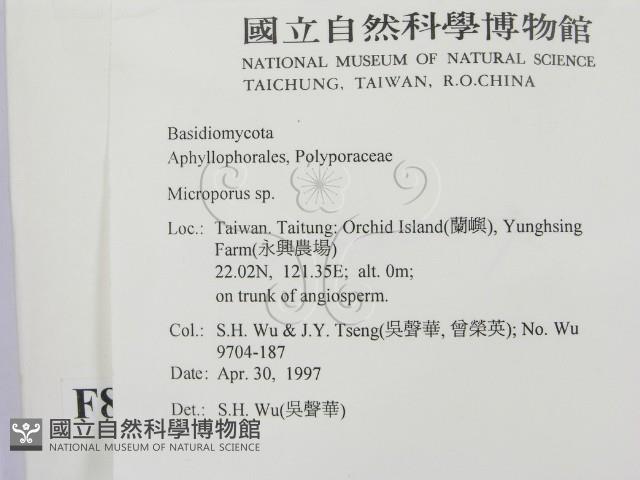 國立自然科學博物館
NATIONAL MUSEUM OF NATURAL SCIENCE
TAICHUNG, TAIWAN, R.O.CHINA
Basidiomycota
Aphyllophorales, Polyporaceae
Microporus sp.
Loc.: Taiwan. Taitung: Orchid Island(蘭嶼), Yunghsing
Farm(永興農場)
22.02N, 121.35E; alt. 0m;
on trunk of angiosperm.
Col.: S.H. Wu & J.Y. Tseng(吳聲華, 曾榮英); No. Wu
9704-187
Date: Apr. 30, 1997
Det.: S.H. Wu(吳聲華)
F8
國立自然科學博物館
NATIONAL MUSEUM OF NATURAL SCIENCE